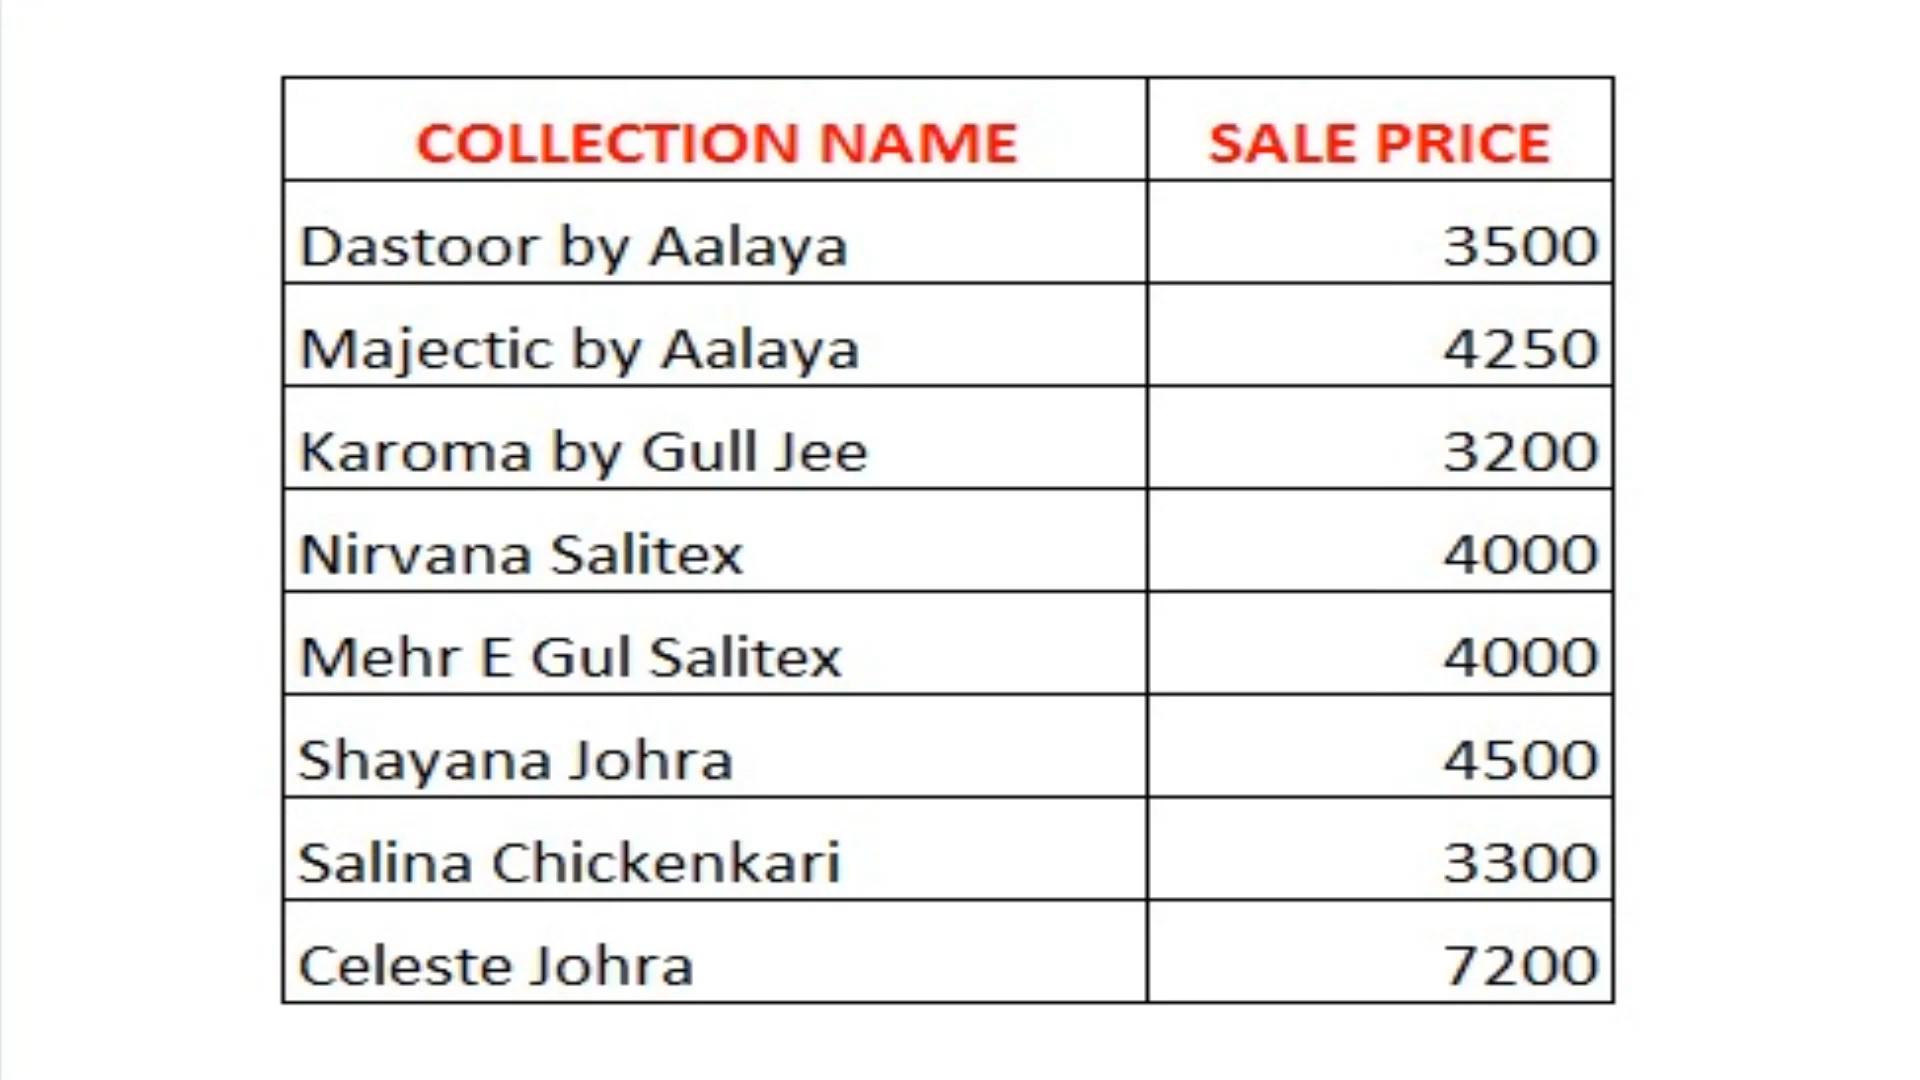 COLLECTION NAME SALE PRICE
Dastoor by Aalaya 3500
Majectic by Aalaya 4250
Karoma by Gull Jee 3200
Nirvana Salitex 4000
Mehr E Gul Salitex 4000
Shayana Johra 4500
Salina Chickenkari 3300
Celeste Johra 7200